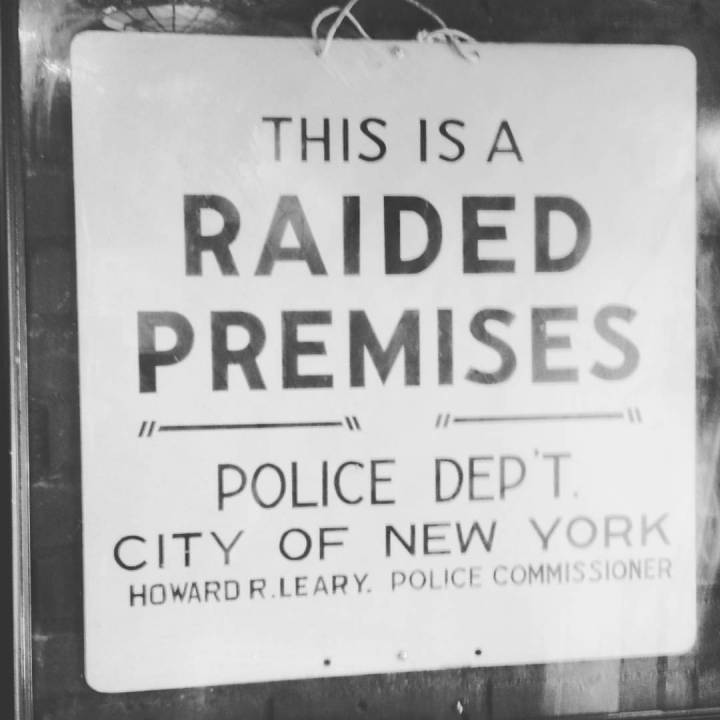 THIS IS A
RAIDED
PREMISES
POLICE DEP'T.
CITY OF NEW YORK
HOWARD R. LEARY. POLICE COMMISSIONER